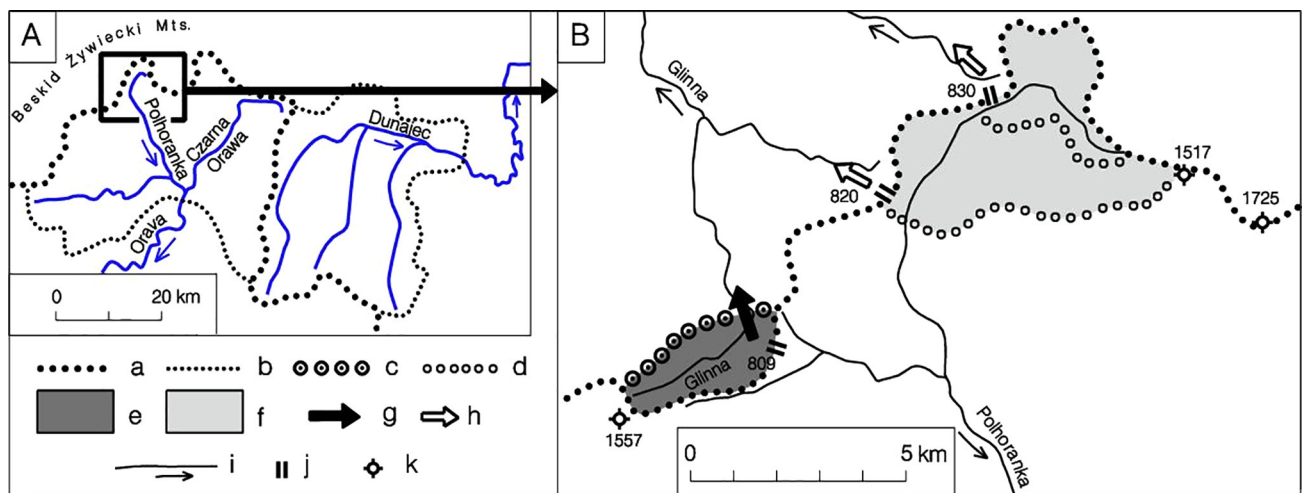 A
Beskid Żywiecki Mts.
Polhoranka
Czarna
Orawa
Dunajec
Orava
0 20 km
a b c d
e f g h
i j k
B
Glinna
830
820
1517
1725
809
Glinna
1557
Polhoranka
0 5 km